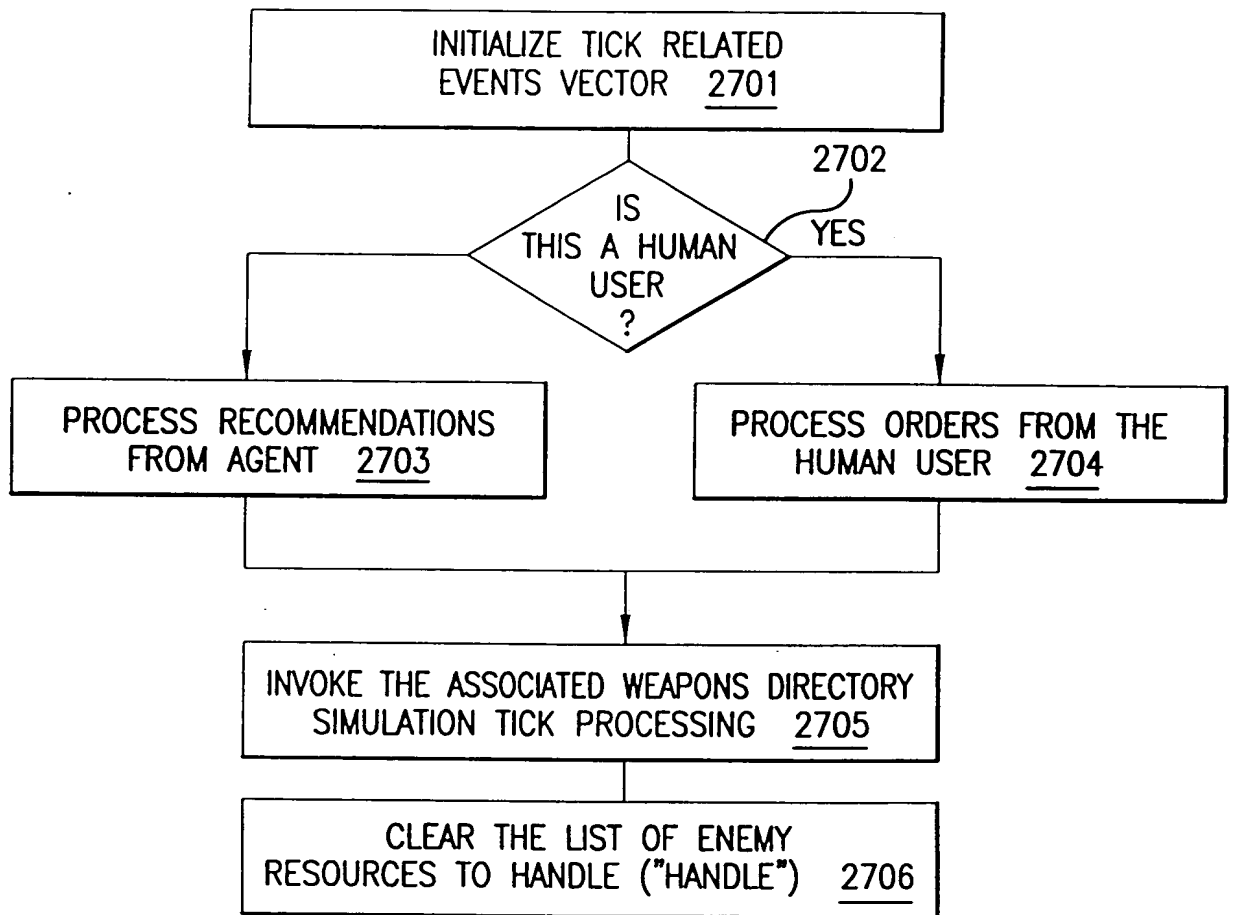 INITIALIZE TICK RELATED
EVENTS VECTOR 2701
2702
IS
THIS A HUMAN
USER
?
YES
PROCESS RECOMMENDATIONS
FROM AGENT 2703
PROCESS ORDERS FROM THE
HUMAN USER 2704
INVOKE THE ASSOCIATED WEAPONS DIRECTORY
SIMULATION TICK PROCESSING 2705
CLEAR THE LIST OF ENEMY
RESOURCES TO HANDLE ("HANDLE") 2706